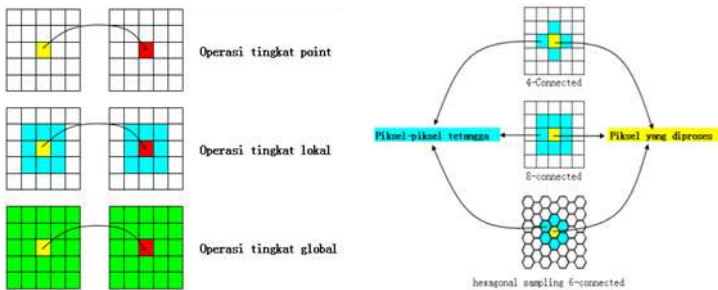 Operasi tingkat point
Operasi tingkat lokal
Operasi tingkat global
4-Connected
Piksel-piksel tetangga
Piksel yang diproses
8-connected
hexagonal sampling 6-connected